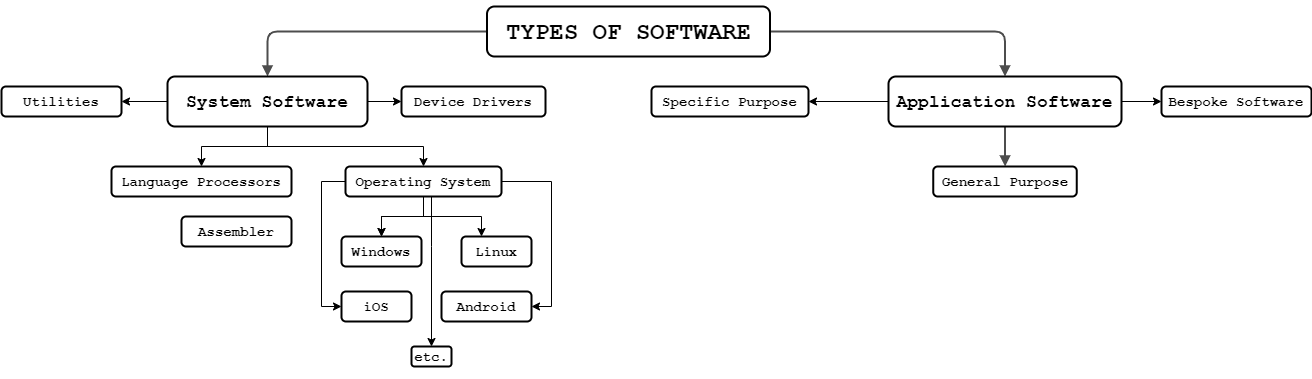 TYPES OF SOFTWARE
Utilities
System Software
Device Drivers
Specific Purpose
Application Software
Bespoke Software
Language Processors
Operating System
General Purpose
Assembler
Windows
Linux
iOS
Android
etc.